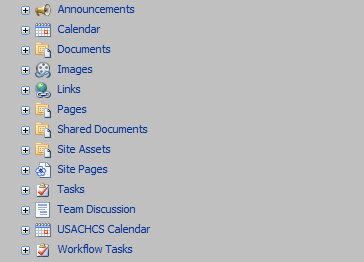 Announcements
Calendar
Documents
Images
Links
Pages
Shared Documents
Site Assets
Site Pages
Tasks
Team Discussion
USACHCS Calendar
Workflow Tasks